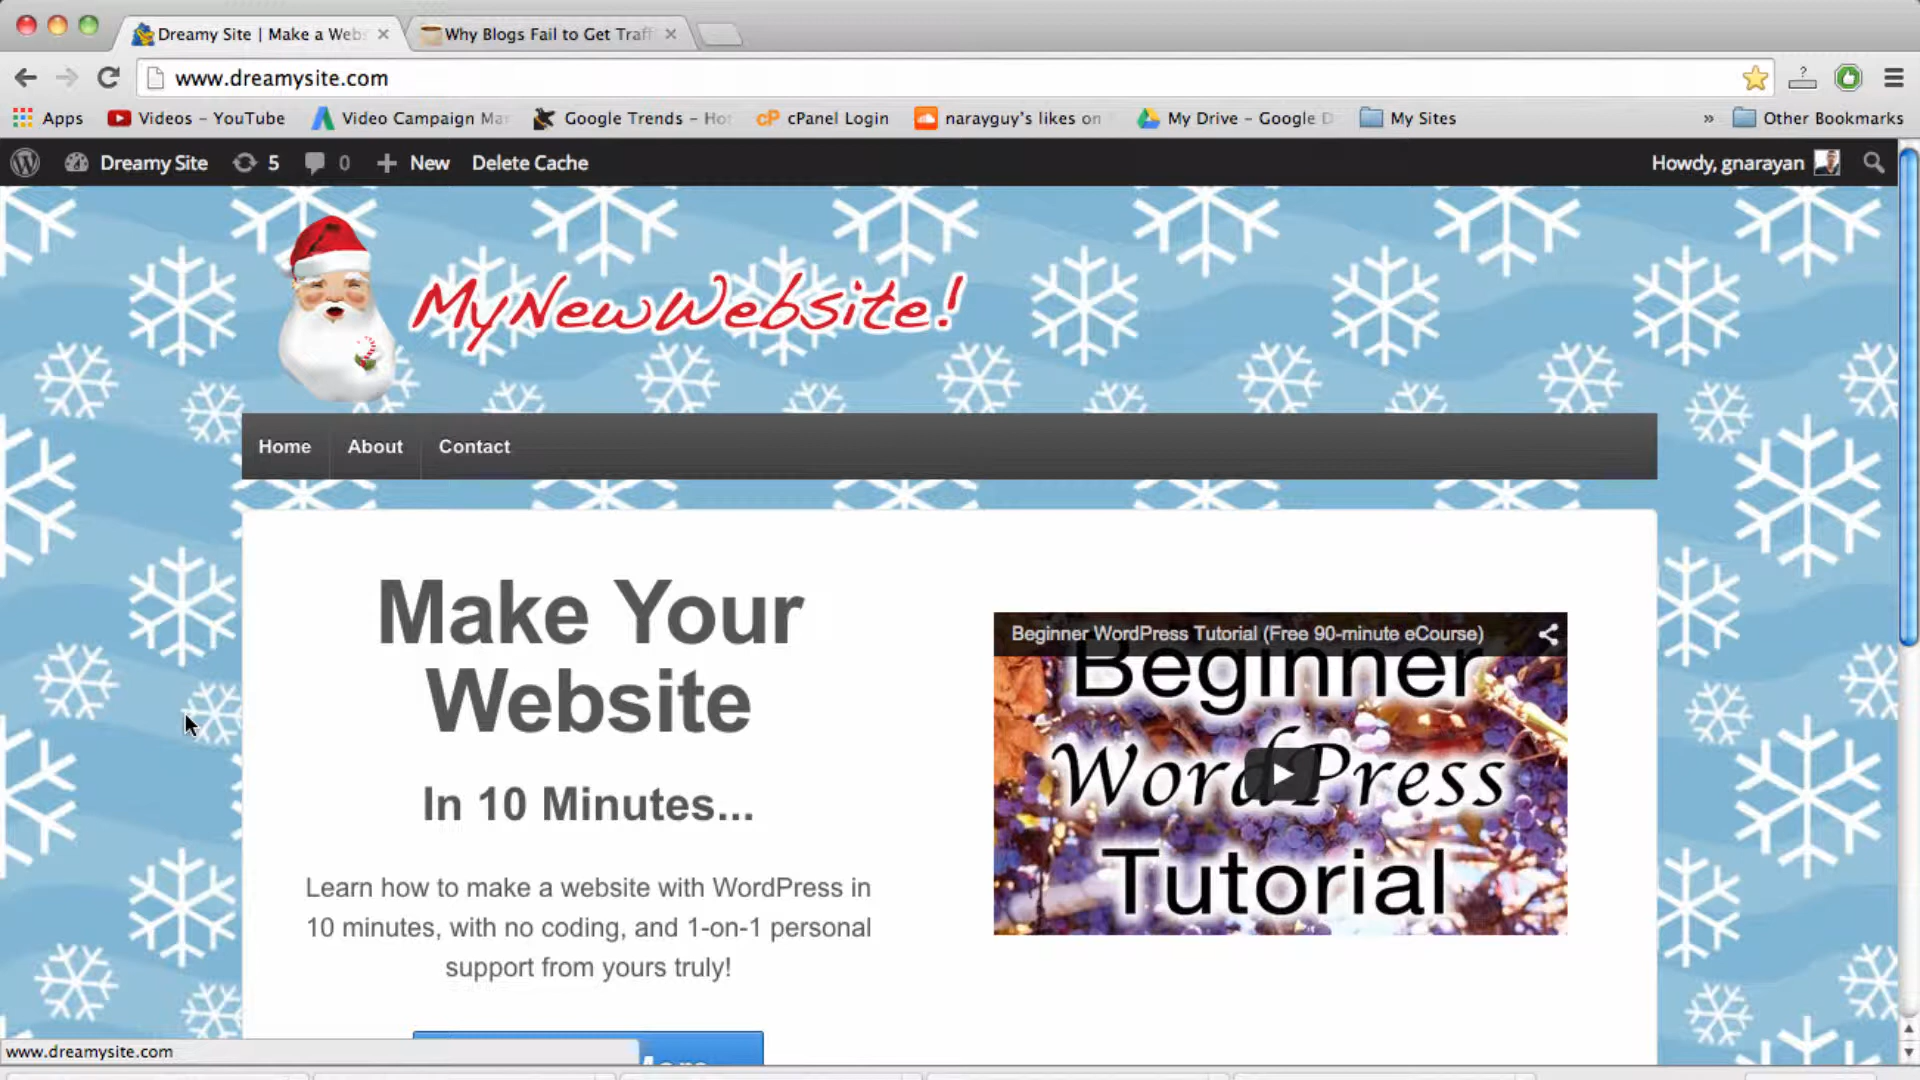 Dreamy Site | Make a Webs
Why Blogs Fail to Get Traff
www.dreamysite.com
Apps
Videos - YouTube
Video Campaign Ma
Google Trends - Ho
cPanel Login
narayguy's likes on
My Drive - Google D
My Sites
»
Other Bookmarks
Dreamy Site
5
0
New
Delete Cache
Howdy, gnarayan
MyNewWebsite!
Home
About
Contact
Make Your
Website
In 10 Minutes...
Learn how to make a website with WordPress in
10 minutes, with no coding, and 1-on-1 personal
support from yours truly!
Beginner WordPress Tutorial (Free 90-minute eCourse)
Beginner
WordPress
Tutorial
www.dreamysite.com